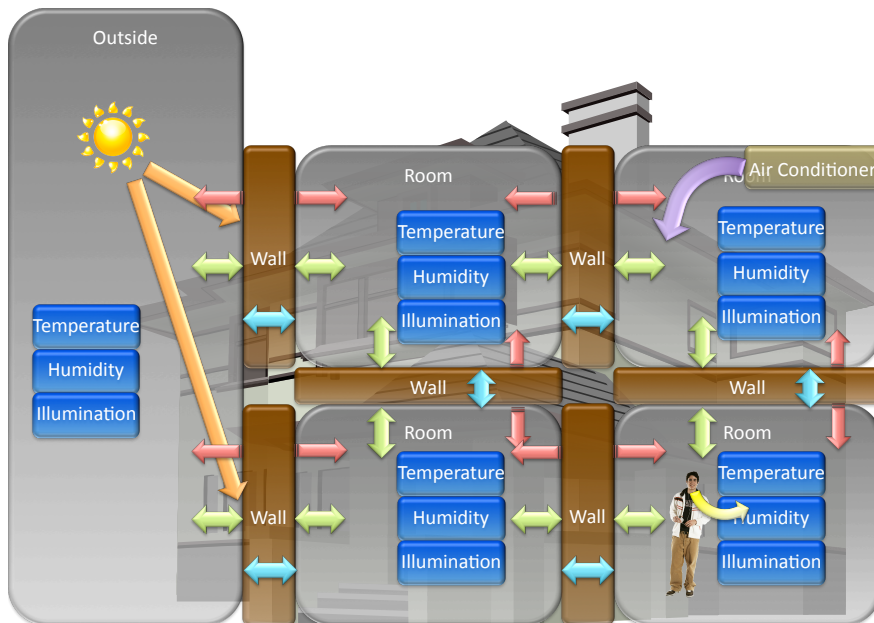 Outside
Temperature
Humidity
Illumination
Wall
Room
Temperature
Humidity
Illumination
Wall
Room
Air Conditioner
Temperature
Humidity
Illumination
Wall
Wall
Wall
Room
Temperature
Humidity
Illumination
Wall
Room
Temperature
Humidity
Illumination